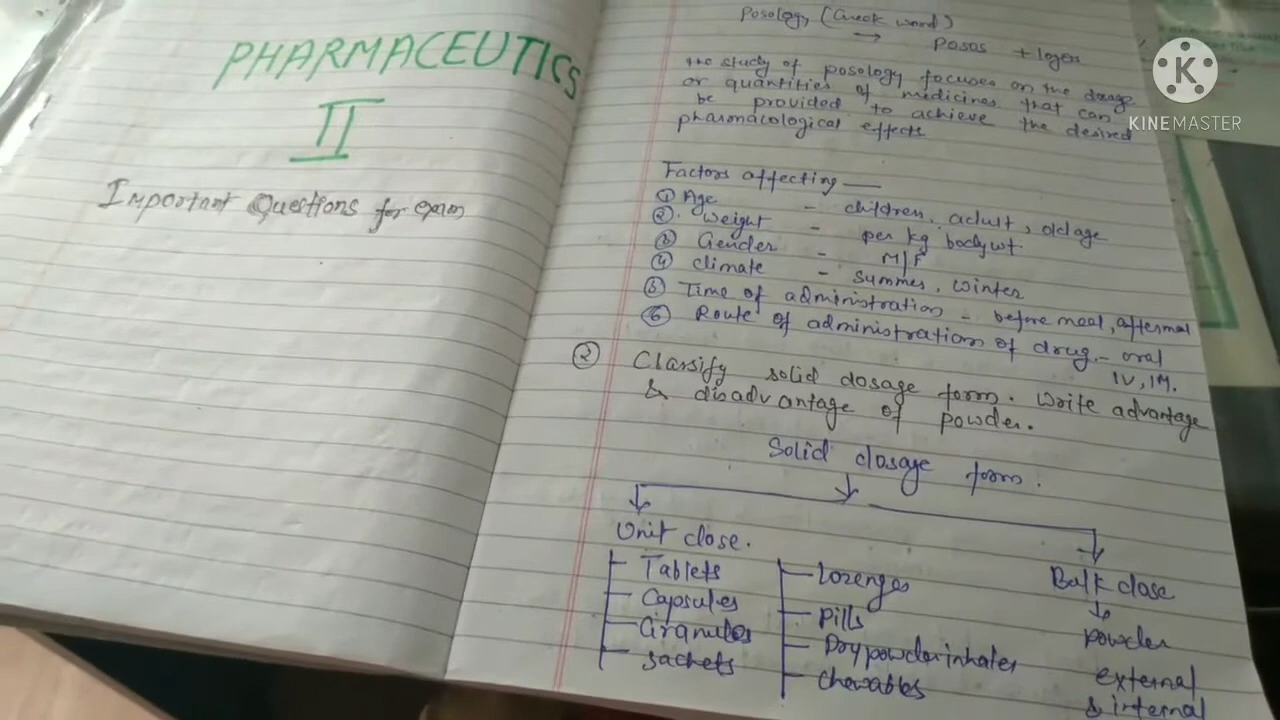 PHARMACEUTICS
II
Important Questions for exam
Posology (Greek word)
→ Posos + logos
the study of posology focuses on the dosage
or quantities of medicines that can
be provided to achieve the desired
pharmacological effects
Factors affecting —
① Age - children, adult, old age
②. Weight - per kg body wt.
③ Gender - M/F
④ climate - summer, winter
⑤ Time of administration - before meal, aftermeal
⑥ Route of administrations of drug - oral
IV, IM.
② Classify solid dosage form. Write advantage
& disadvantage of powder.
Solid dosage form.
Unit dose.
Tablets
Capsules
Granules
Sachets
Lozenges
Pills
Dry powder inhaler
Chewables
Bulk dose
powder
external
& internal
K
KINEMASTER